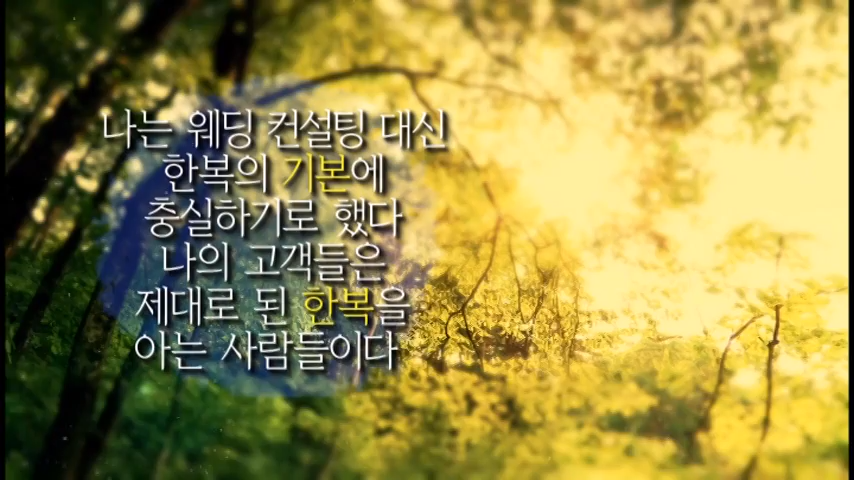 나는 웨딩 컨설팅 대신
한복의 기본에
충실하기로 했다
나의 고객들은
제대로 된 한복을
아는 사람들이다